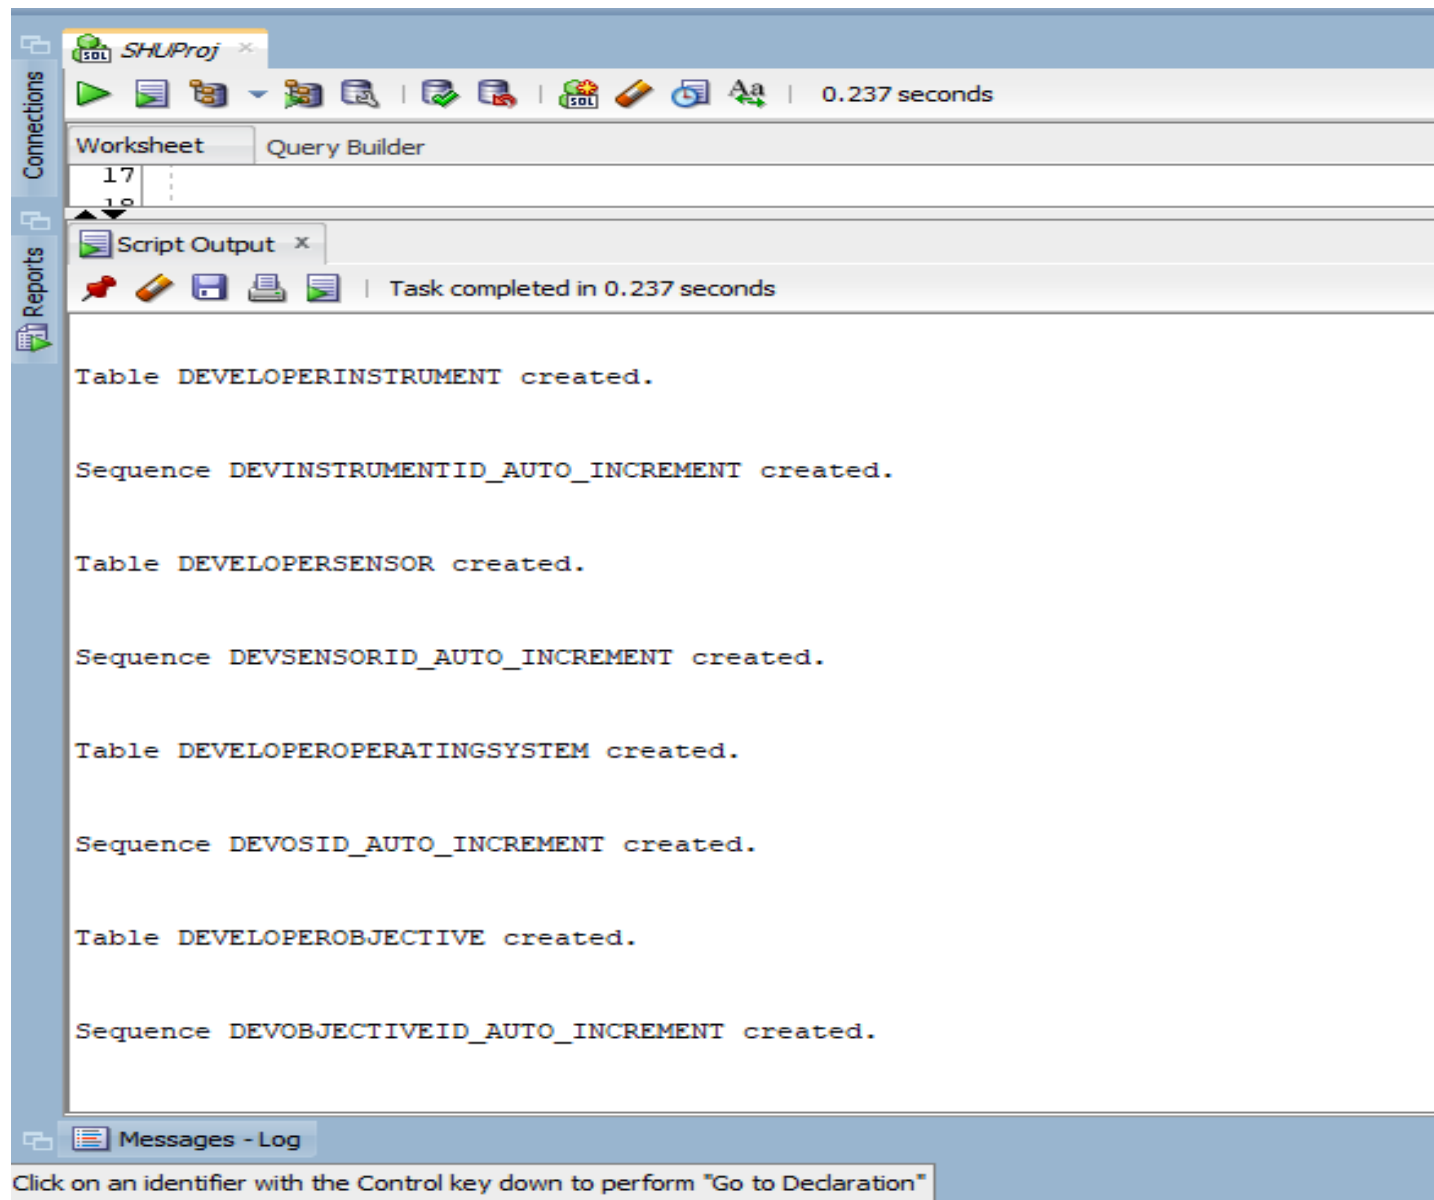 SHUProj
SQL
SQL
0.237 seconds
Connections
Reports
Worksheet
Query Builder
17
18
Script Output
Task completed in 0.237 seconds
Table DEVELOPERINSTRUMENT created.
Sequence DEVINSTRUMENTID_AUTO_INCREMENT created.
Table DEVELOPERSENSOR created.
Sequence DEVSENSORID_AUTO_INCREMENT created.
Table DEVELOPEROPERATINGSYSTEM created.
Sequence DEVOSID_AUTO_INCREMENT created.
Table DEVELOPEROBJECTIVE created.
Sequence DEVOBJECTIVEID_AUTO_INCREMENT created.
Messages - Log
Click on an identifier with the Control key down to perform "Go to Declaration"